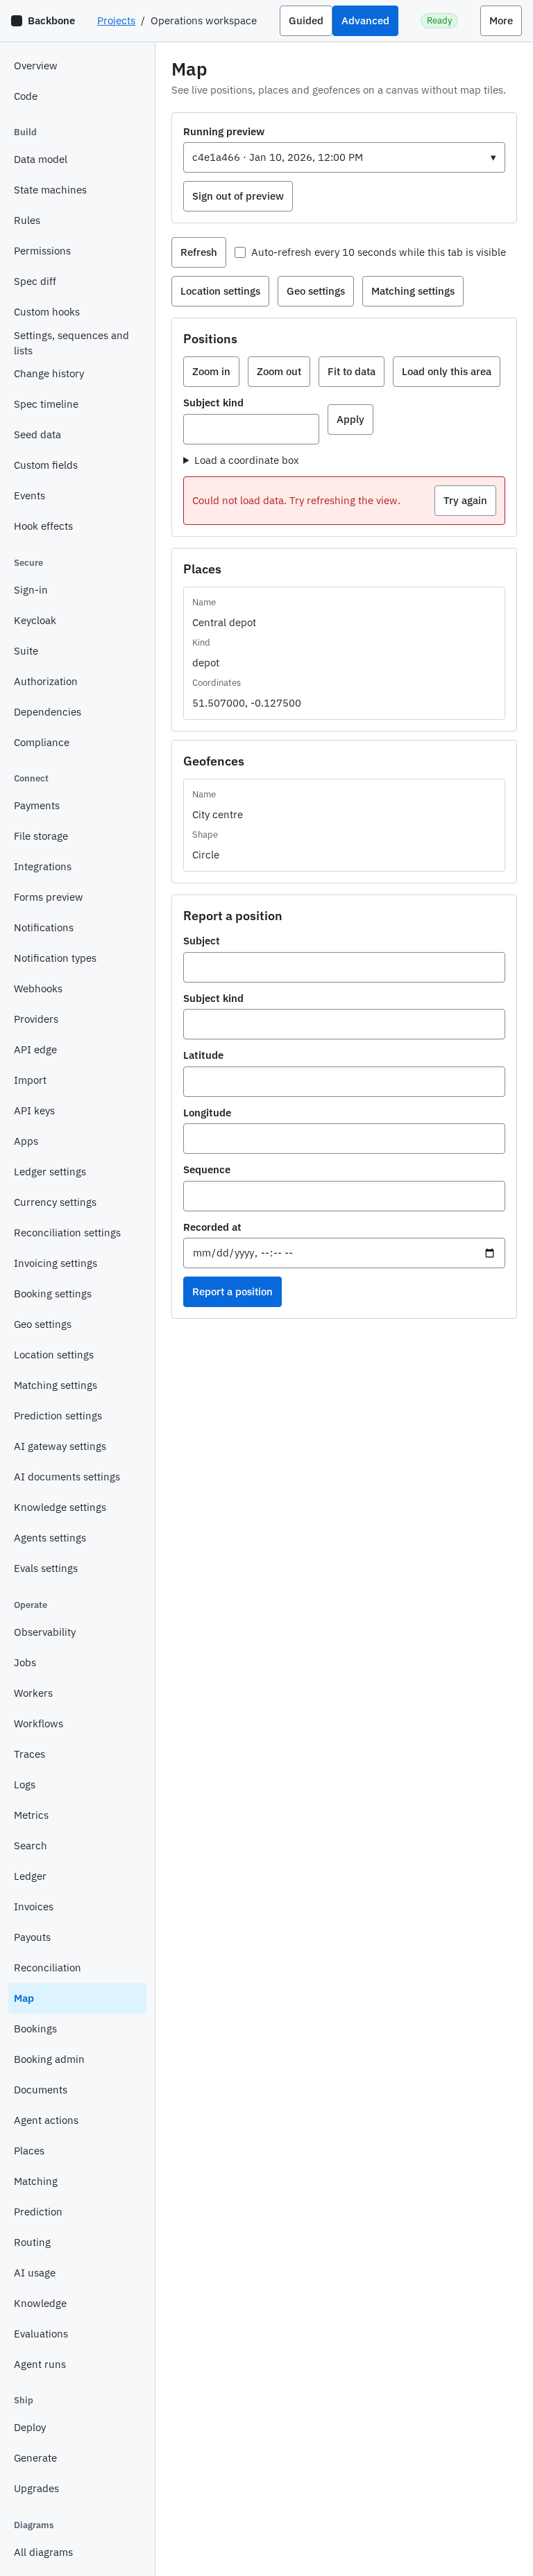 Backbone
Projects / Operations workspace
Guided
Advanced
Ready
More
Overview
Code
Build
Data model
State machines
Rules
Permissions
Spec diff
Custom hooks
Settings, sequences and
lists
Change history
Spec timeline
Seed data
Custom fields
Events
Hook effects
Secure
Sign-in
Keycloak
Suite
Authorization
Dependencies
Compliance
Connect
Payments
File storage
Integrations
Forms preview
Notifications
Notification types
Webhooks
Providers
API edge
Import
API keys
Apps
Ledger settings
Currency settings
Reconciliation settings
Invoicing settings
Booking settings
Geo settings
Location settings
Matching settings
Prediction settings
AI gateway settings
AI documents settings
Knowledge settings
Agents settings
Evals settings
Operate
Observability
Jobs
Workers
Workflows
Traces
Logs
Metrics
Search
Ledger
Invoices
Payouts
Reconciliation
Map
Bookings
Booking admin
Documents
Agent actions
Places
Matching
Prediction
Routing
AI usage
Knowledge
Evaluations
Agent runs
Ship
Deploy
Generate
Upgrades
Diagrams
All diagrams
Map
See live positions, places and geofences on a canvas without map tiles.
Running preview
c4e1a466 · Jan 10, 2026, 12:00 PM
Sign out of preview
Refresh
Auto-refresh every 10 seconds while this tab is visible
Location settings
Geo settings
Matching settings
Positions
Zoom in
Zoom out
Fit to data
Load only this area
Subject kind
Apply
Load a coordinate box
Could not load data. Try refreshing the view.
Try again
Places
Name
Central depot
Kind
depot
Coordinates
51.507000, -0.127500
Geofences
Name
City centre
Shape
Circle
Report a position
Subject
Subject kind
Latitude
Longitude
Sequence
Recorded at
mm/dd/yyyy, --:-- --
Report a position